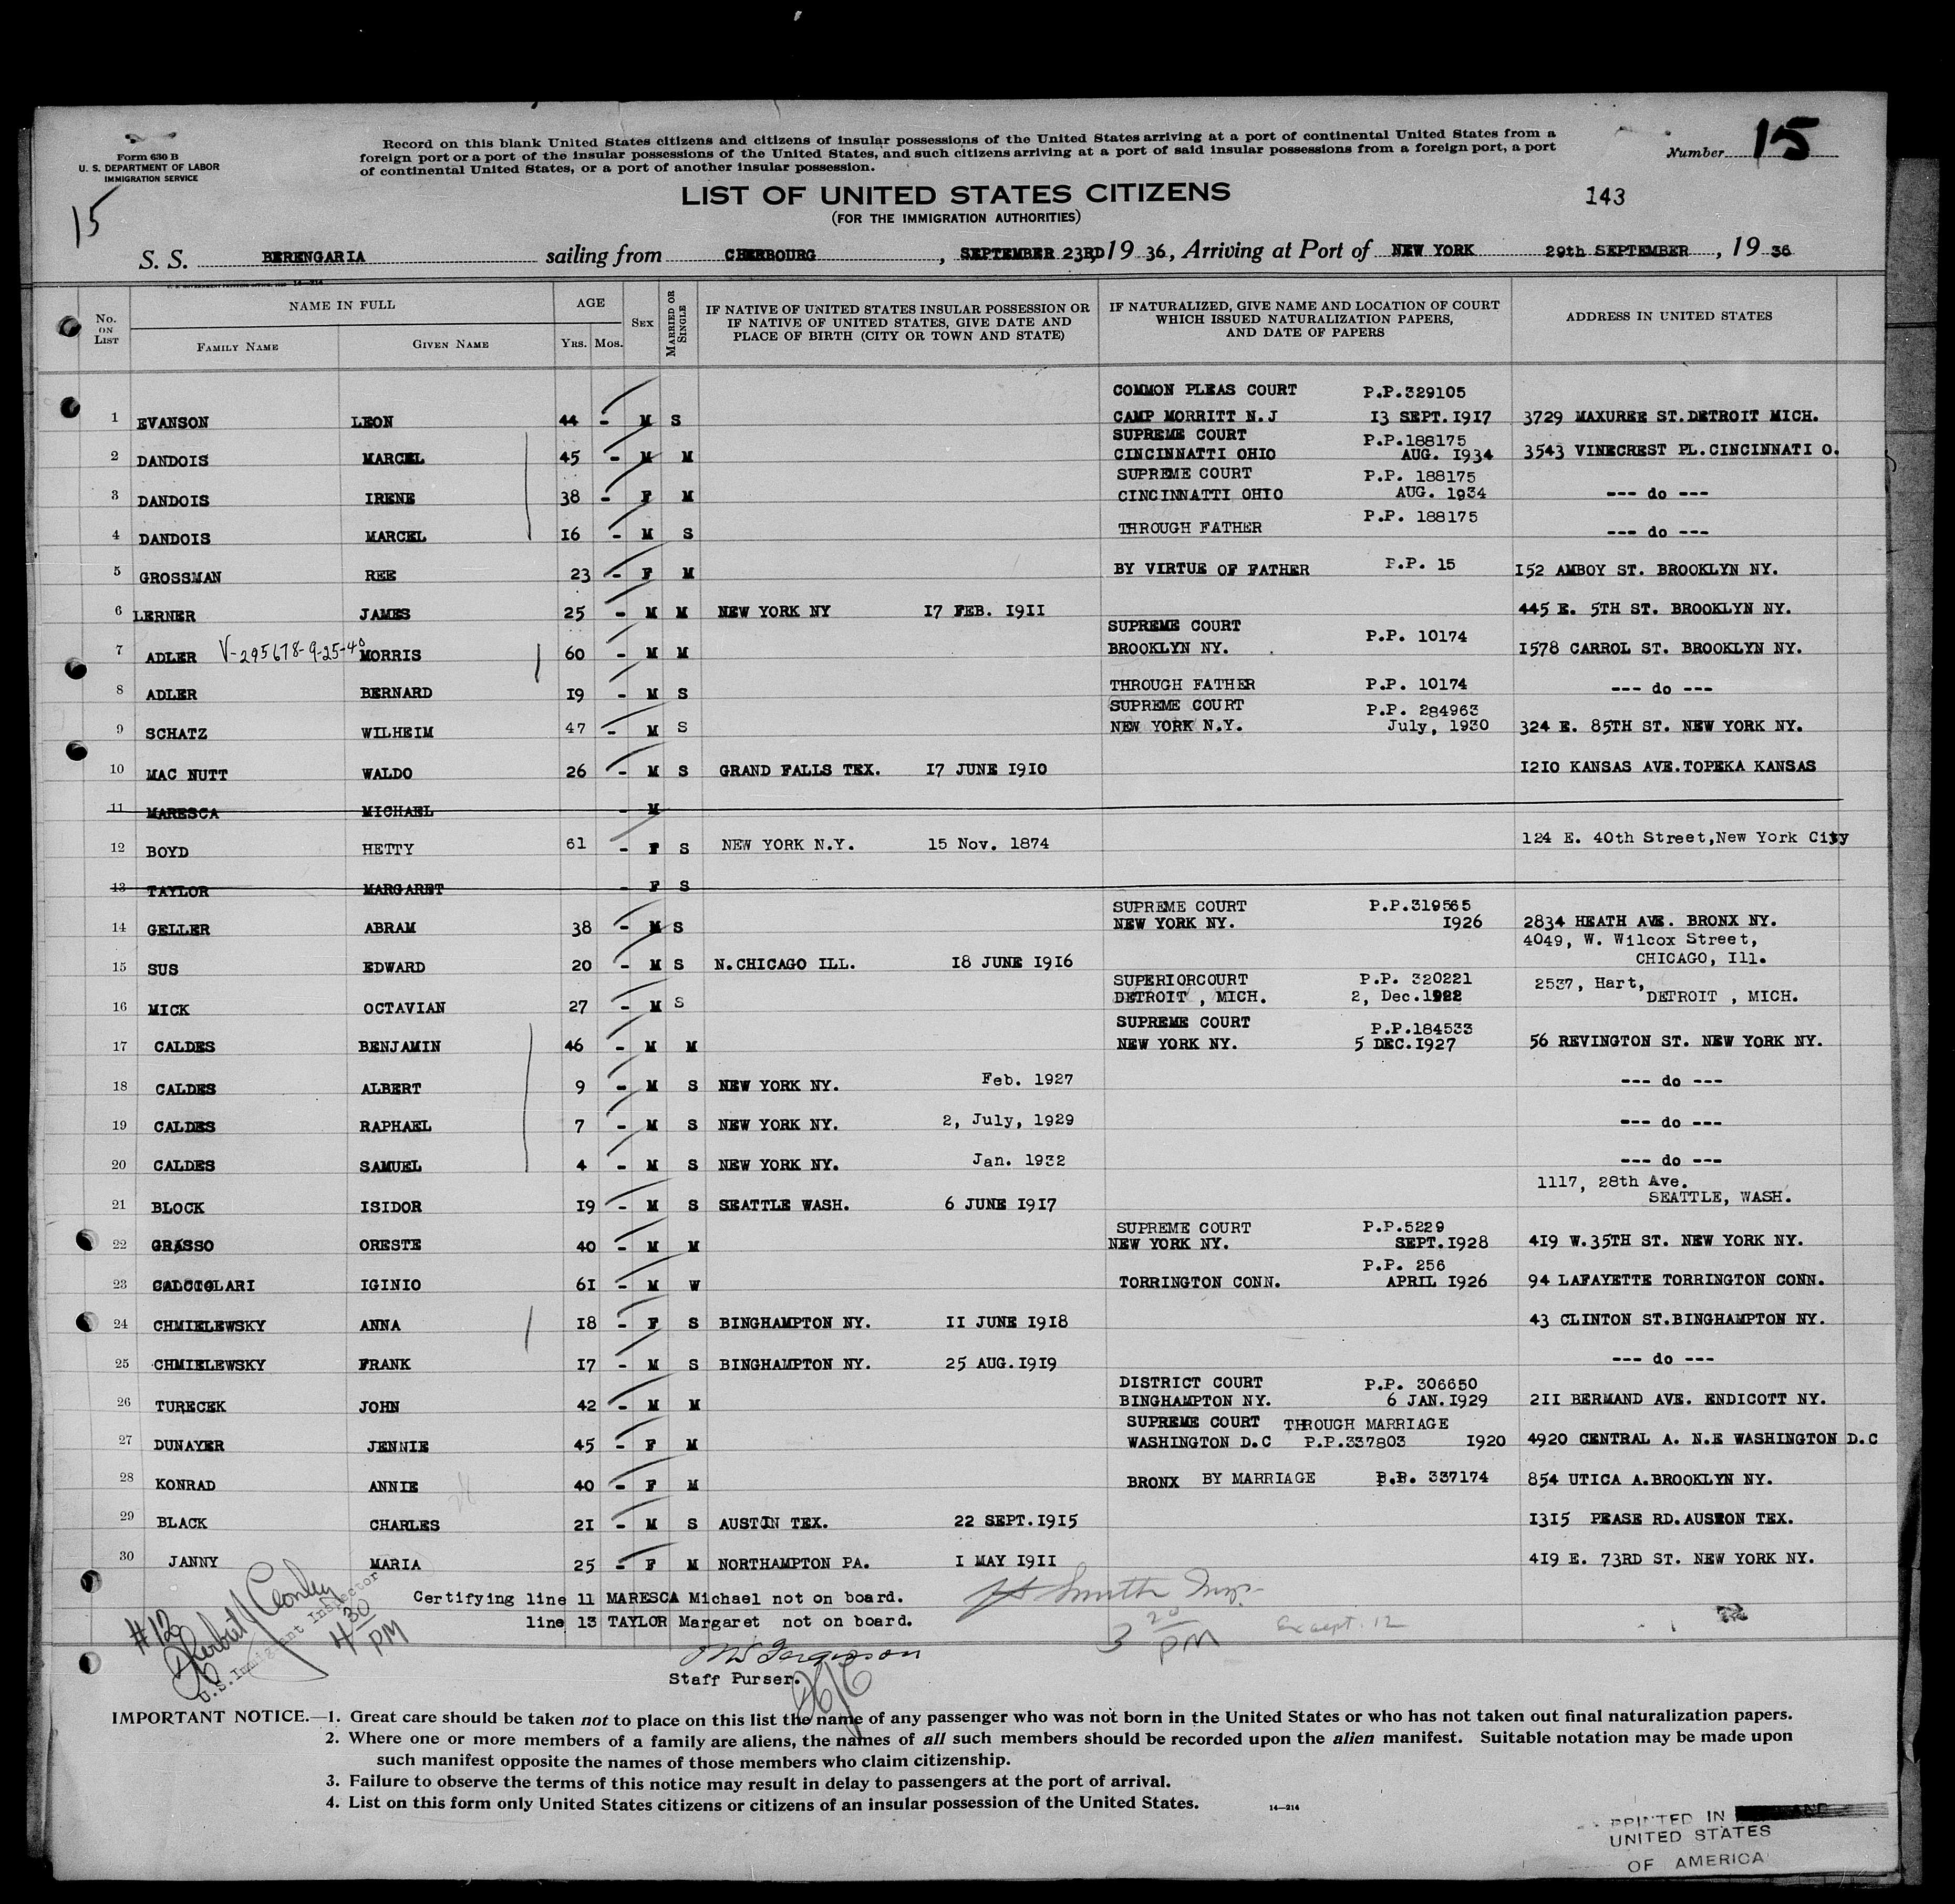 Form 630 B
U. S. DEPARTMENT OF LABOR
IMMIGRATION SERVICE
Record on this blank United States citizens and citizens of insular possessions of the United States arriving at a port of continental United States from a
foreign port or a port of the insular possessions of the United States, and such citizens arriving at a port of said insular possessions from a foreign port, a port
of continental United States, or a port of another insular possession.
Number 15
LIST OF UNITED STATES CITIZENS
143
(FOR THE IMMIGRATION AUTHORITIES)
15
S. S. BERENGARIA sailing from CHERBOURG , SEPTEMBER 23RD 19 36, Arriving at Port of NEW YORK 29th SEPTEMBER , 19 36
No. ON LIST
NAME IN FULL
FAMILY NAME GIVEN NAME
AGE
YRS. MOS.
SEX
MARRIED OR SINGLE
IF NATIVE OF UNITED STATES INSULAR POSSESSION OR
IF NATIVE OF UNITED STATES, GIVE DATE AND
PLACE OF BIRTH (CITY OR TOWN AND STATE)
IF NATURALIZED, GIVE NAME AND LOCATION OF COURT
WHICH ISSUED NATURALIZATION PAPERS,
AND DATE OF PAPERS
ADDRESS IN UNITED STATES
COMMON PLEAS COURT P.P.329105
1 EVANSON LEON 44 - M S CAMP MORRITT N.J 13 SEPT.1917 3729 MAXUREE ST.DETROIT MICH.
SUPREME COURT P.P.188175
2 DANDOIS MARCEL 45 - M M CINCINNATTI OHIO AUG. 1934 3543 VINECREST PL.CINCINNATI O.
SUPREME COURT P.P. 188175
3 DANDOIS IRENE 38 - F M CINCINNATTI OHIO AUG. 1934 --- do ---
P.P. 188175
4 DANDOIS MARCEL 16 - M S THROUGH FATHER --- do ---
5 GROSSMAN REE 23 - F M BY VIRTUE OF FATHER P.P. 15 152 AMBOY ST. BROOKLYN NY.
6 LERNER JAMES 25 - M M NEW YORK NY 17 FEB. 1911 445 E. 5TH ST. BROOKLYN NY.
SUPREME COURT P.P. 10174
7 ADLER V-295678-9-25-40 MORRIS 60 - M M BROOKLYN NY. 1578 CARROL ST. BROOKLYN NY.
8 ADLER BERNARD 19 - M S THROUGH FATHER P.P. 10174 --- do ---
SUPREME COURT P.P. 284963
9 SCHATZ WILHEIM 47 - M S NEW YORK N.Y. July, 1930 324 E. 85TH ST. NEW YORK NY.
10 MAC NUTT WALDO 26 - M S GRAND FALLS TEX. 17 JUNE 1910 1210 KANSAS AVE.TOPEKA KANSAS
11 MARESCA MICHAEL - M
12 BOYD HETTY 61 - F S NEW YORK N.Y. 15 Nov. 1874 124 E. 40th Street,New York City
13 TAYLOR MARGARET - F S
SUPREME COURT P.P.319565
14 GELLER ABRAM 38 - M S NEW YORK NY. 1926 2834 HEATH AVE. BRONX NY.
4049, W. Wilcox Street,
15 SUS EDWARD 20 - M S N.CHICAGO ILL. 18 JUNE 1916 CHICAGO, Ill.
SUPERIORCOURT P.P. 320221 2537, Hart,
16 MICK OCTAVIAN 27 - M S DETROIT , MICH. 2, Dec.1922 DETROIT , MICH.
SUPREME COURT P.P.184533
17 CALDES BENJAMIN 46 - M M NEW YORK NY. 5 DEC.1927 56 REVINGTON ST. NEW YORK NY.
18 CALDES ALBERT 9 - M S NEW YORK NY. Feb. 1927 --- do ---
19 CALDES RAPHAEL 7 - M S NEW YORK NY. 2, July, 1929 --- do ---
20 CALDES SAMUEL 4 - M S NEW YORK NY. Jan. 1932 --- do ---
1117, 28th Ave.
21 BLOCK ISIDOR 19 - M S SEATTLE WASH. 6 JUNE 1917 SEATTLE, WASH.
SUPREME COURT P.P.5229
22 GRASSO ORESTE 40 - M M NEW YORK NY. SEPT.1928 419 W.35TH ST. NEW YORK NY.
P.P. 256
23 CALCIOLARI IGINIO 61 - M W TORRINGTON CONN. APRIL 1926 94 LAFAYETTE TORRINGTON CONN.
24 CHMIELEWSKY ANNA 18 - F S BINGHAMPTON NY. 11 JUNE 1918 43 CLINTON ST.BINGHAMPTON NY.
25 CHMIELEWSKY FRANK 17 - M S BINGHAMPTON NY. 25 AUG.1919 --- do ---
DISTRICT COURT P.P. 306650
26 TURECEK JOHN 42 - M M BINGHAMPTON NY. 6 JAN.1929 211 BERMAND AVE. ENDICOTT NY.
SUPREME COURT THROUGH MARRIAGE
27 DUNAYER JENNIE 45 - F M WASHINGTON D.C P.P.337803 1920 4920 CENTRAL A. N.E WASHINGTON D.C
28 KONRAD ANNIE 40 - F M BRONX BY MARRIAGE P.P. 337174 854 UTICA A.BROOKLYN NY.
29 BLACK CHARLES 21 - M S AUSTIN TEX. 22 SEPT.1915 1315 PEASE RD.AUSTON TEX.
30 JANNY MARIA 25 - F M NORTHAMPTON PA. 1 MAY 1911 419 E. 73RD ST. NEW YORK NY.
Certifying line 11 MARESCA Michael not on board.
line 13 TAYLOR Margaret not on board.
Smith Insp.
3 20 PM
Except. 12
#12
U.S. Immigrant Inspector
4 30 PM
Staff Purser.
IMPORTANT NOTICE.—1. Great care should be taken not to place on this list the name of any passenger who was not born in the United States or who has not taken out final naturalization papers.
2. Where one or more members of a family are aliens, the names of all such members should be recorded upon the alien manifest. Suitable notation may be made upon
such manifest opposite the names of those members who claim citizenship.
3. Failure to observe the terms of this notice may result in delay to passengers at the port of arrival.
4. List on this form only United States citizens or citizens of an insular possession of the United States.
14—214
PRINTED IN
UNITED STATES
OF AMERICA